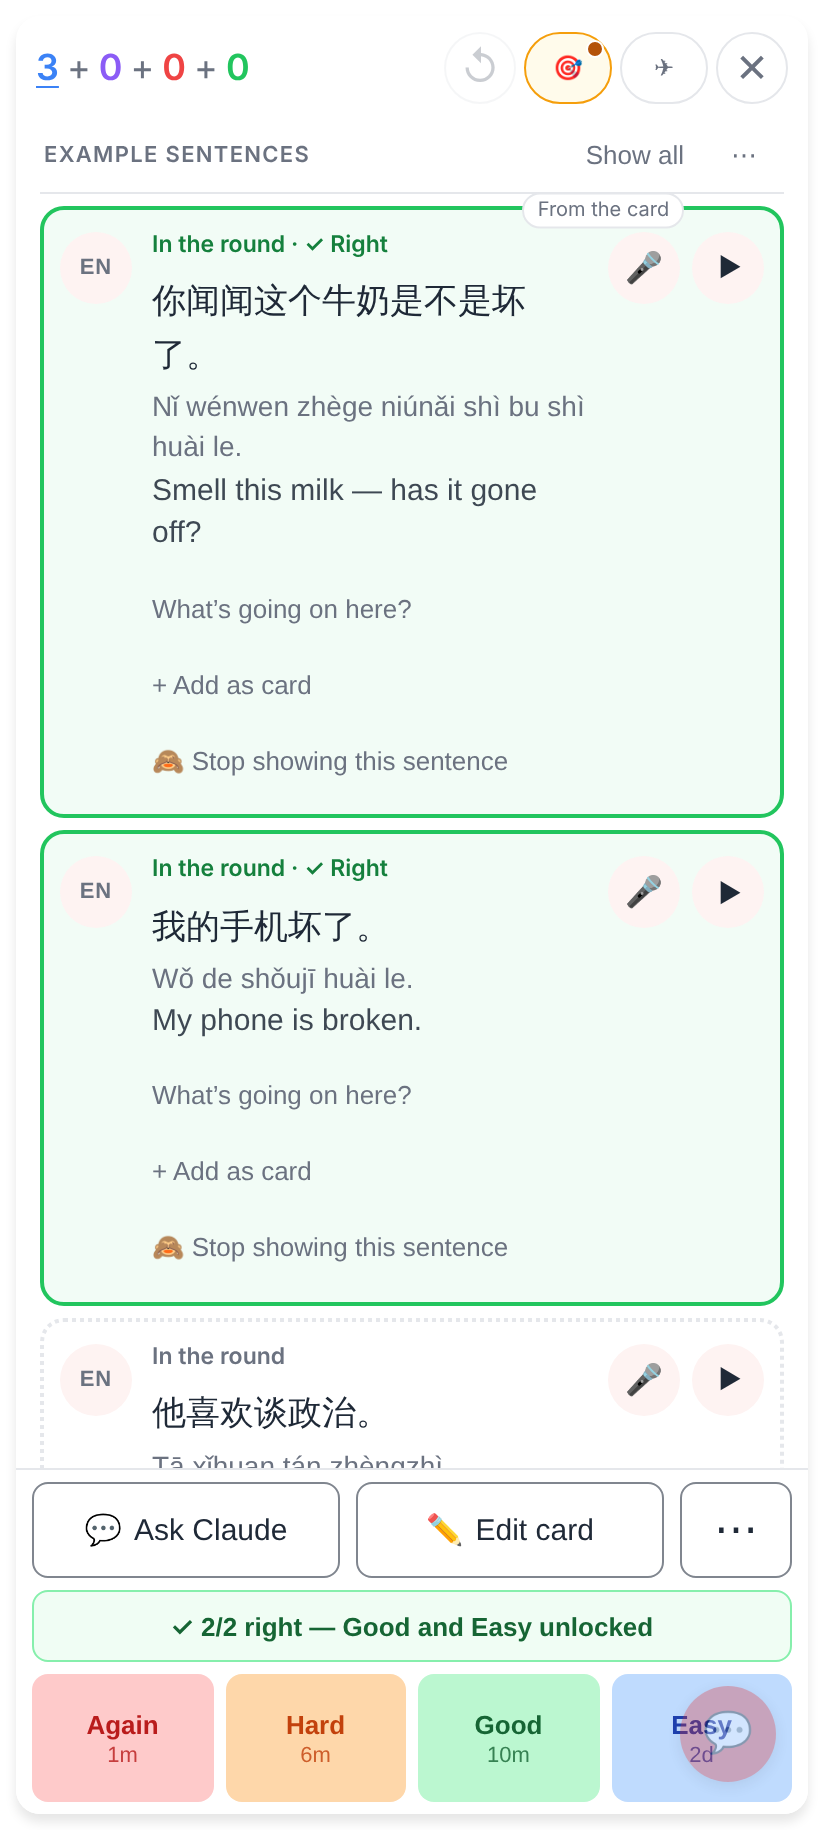 3 + 0 + 0 + 0
EXAMPLE SENTENCES
Show all
⋯
From the card
EN
In the round · ✓ Right
你闻闻这个牛奶是不是坏
了。
Nǐ wénwen zhège niúnǎi shì bu shì
huài le.
Smell this milk — has it gone
off?
What’s going on here?
+ Add as card
🙈 Stop showing this sentence
EN
In the round · ✓ Right
我的手机坏了。
Wǒ de shǒujī huài le.
My phone is broken.
What’s going on here?
+ Add as card
🙈 Stop showing this sentence
EN
In the round
他喜欢谈政治。
Tā xǐhuan tán zhèngzhì.
💬 Ask Claude
✏️ Edit card
⋯
✓ 2/2 right — Good and Easy unlocked
Again
1m
Hard
6m
Good
10m
Easy
2d